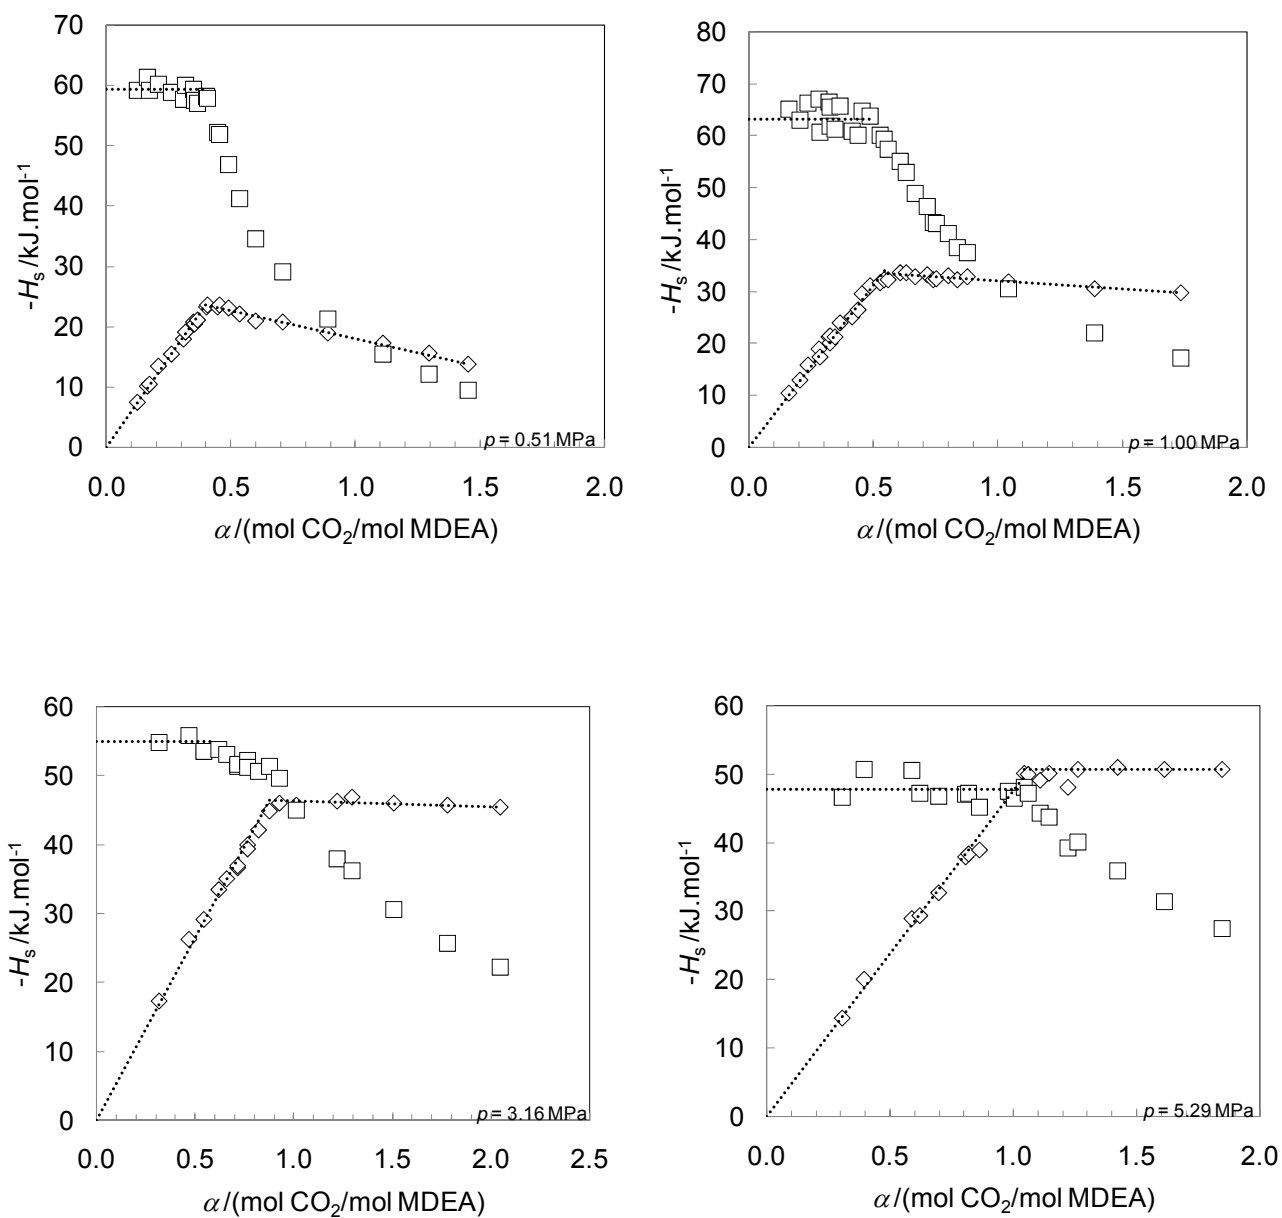 70
60
50
40
30
20
10
0
-Hs /kJ.mol-1
p = 0.51 MPa
0.0 0.5 1.0 1.5 2.0
α/(mol CO2/mol MDEA)
80
70
60
50
40
30
20
10
0
-Hs /kJ.mol-1
p = 1.00 MPa
0.0 0.5 1.0 1.5 2.0
α/(mol CO2/mol MDEA)
60
50
40
30
20
10
0
-Hs /kJ.mol-1
p = 3.16 MPa
0.0 0.5 1.0 1.5 2.0 2.5
α/(mol CO2/mol MDEA)
60
50
40
30
20
10
0
-Hs /kJ.mol-1
p = 5.29 MPa
0.0 0.5 1.0 1.5 2.0
α/(mol CO2/mol MDEA)